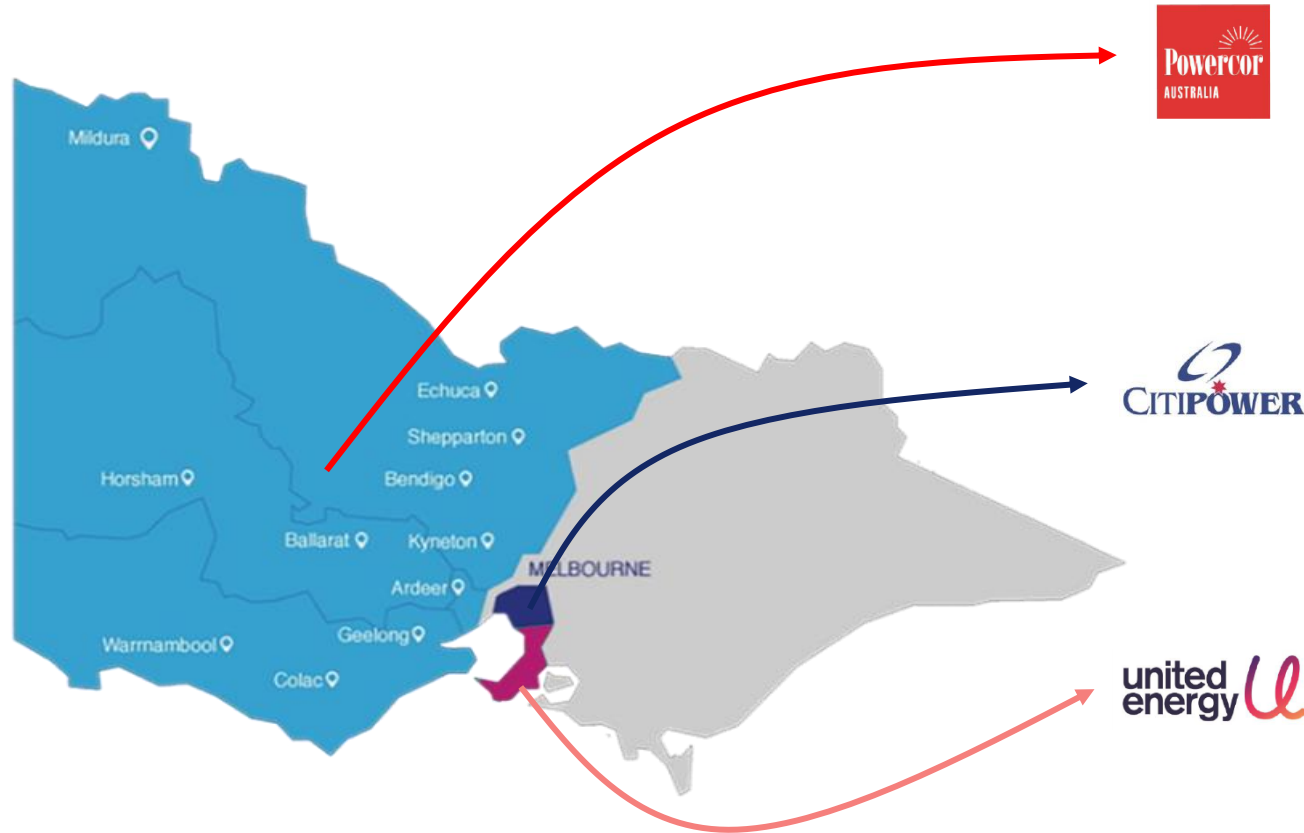 Powercor
AUSTRALIA
Mildura
Echuca
CITIPOWER
Shepparton
Horsham
Bendigo
Ballarat
Kyneton
MELBOURNE
Ardeer
Geelong
Warrnambool
Colac
united
energy